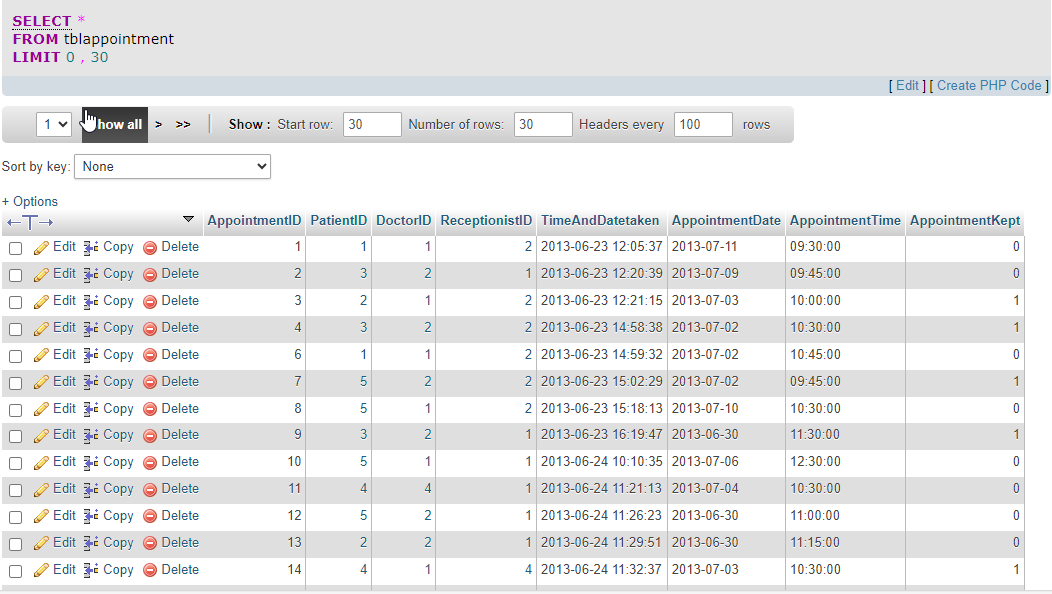 SELECT *
FROM tblappointment
LIMIT 0 , 30
[ Edit ] [ Create PHP Code ]
1 how all > >> Show : Start row: 30 Number of rows: 30 Headers every 100 rows
Sort by key: None
+ Options
←T→ AppointmentID PatientID DoctorID ReceptionistID TimeAndDatetaken AppointmentDate AppointmentTime AppointmentKept
Edit Copy Delete 1 1 1 2 2013-06-23 12:05:37 2013-07-11 09:30:00 0
Edit Copy Delete 2 3 2 1 2013-06-23 12:20:39 2013-07-09 09:45:00 0
Edit Copy Delete 3 2 1 2 2013-06-23 12:21:15 2013-07-03 10:00:00 1
Edit Copy Delete 4 3 2 2 2013-06-23 14:58:38 2013-07-02 10:30:00 1
Edit Copy Delete 6 1 1 2 2013-06-23 14:59:32 2013-07-02 10:45:00 0
Edit Copy Delete 7 5 2 2 2013-06-23 15:02:29 2013-07-02 09:45:00 1
Edit Copy Delete 8 5 1 2 2013-06-23 15:18:13 2013-07-10 10:30:00 0
Edit Copy Delete 9 3 2 1 2013-06-23 16:19:47 2013-06-30 11:30:00 1
Edit Copy Delete 10 5 1 1 2013-06-24 10:10:35 2013-07-06 12:30:00 0
Edit Copy Delete 11 4 4 1 2013-06-24 11:21:13 2013-07-04 10:30:00 0
Edit Copy Delete 12 5 2 1 2013-06-24 11:26:23 2013-06-30 11:00:00 0
Edit Copy Delete 13 2 2 1 2013-06-24 11:29:51 2013-06-30 11:15:00 0
Edit Copy Delete 14 4 1 4 2013-06-24 11:32:37 2013-07-03 10:30:00 1